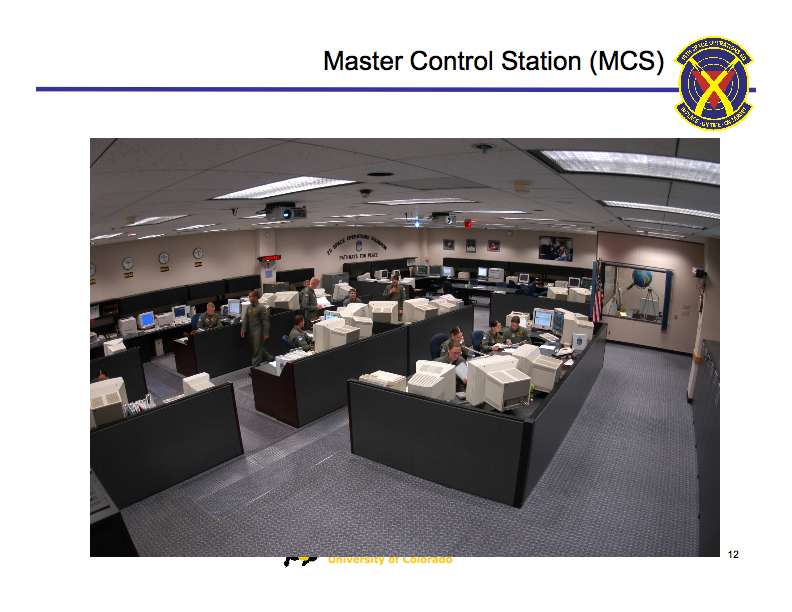 Master Control Station (MCS)
2D SPACE OPERATIONS SQUADRON
PATHWAYS FOR PEACE
University of Colorado
12